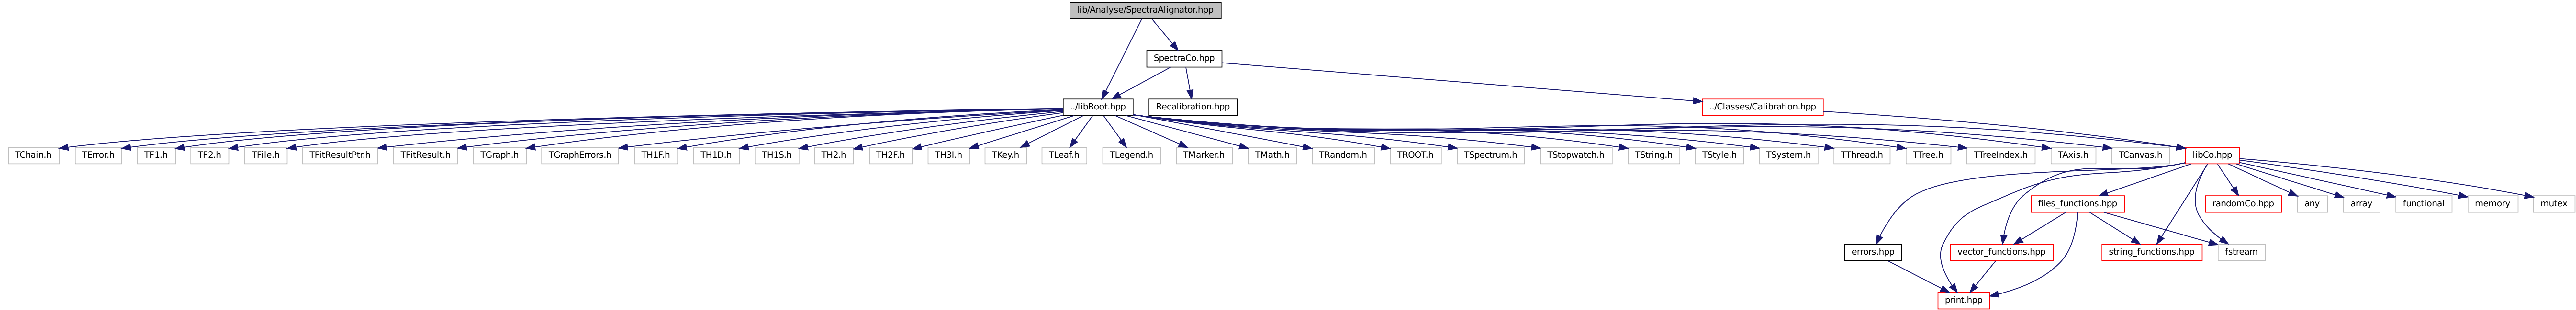 lib/Analyse/SpectraAlignator.hpp
SpectraCo.hpp
../libRoot.hpp
Recalibration.hpp
../Classes/Calibration.hpp
TChain.h
TError.h
TF1.h
TF2.h
TFile.h
TFitResultPtr.h
TFitResult.h
TGraph.h
TGraphErrors.h
TH1F.h
TH1D.h
TH1S.h
TH2.h
TH2F.h
TH3I.h
TKey.h
TLeaf.h
TLegend.h
TMarker.h
TMath.h
TRandom.h
TROOT.h
TSpectrum.h
TStopwatch.h
TString.h
TStyle.h
TSystem.h
TThread.h
TTree.h
TTreeIndex.h
TAxis.h
TCanvas.h
libCo.hpp
files_functions.hpp
randomCo.hpp
any
array
functional
memory
mutex
errors.hpp
vector_functions.hpp
string_functions.hpp
fstream
print.hpp